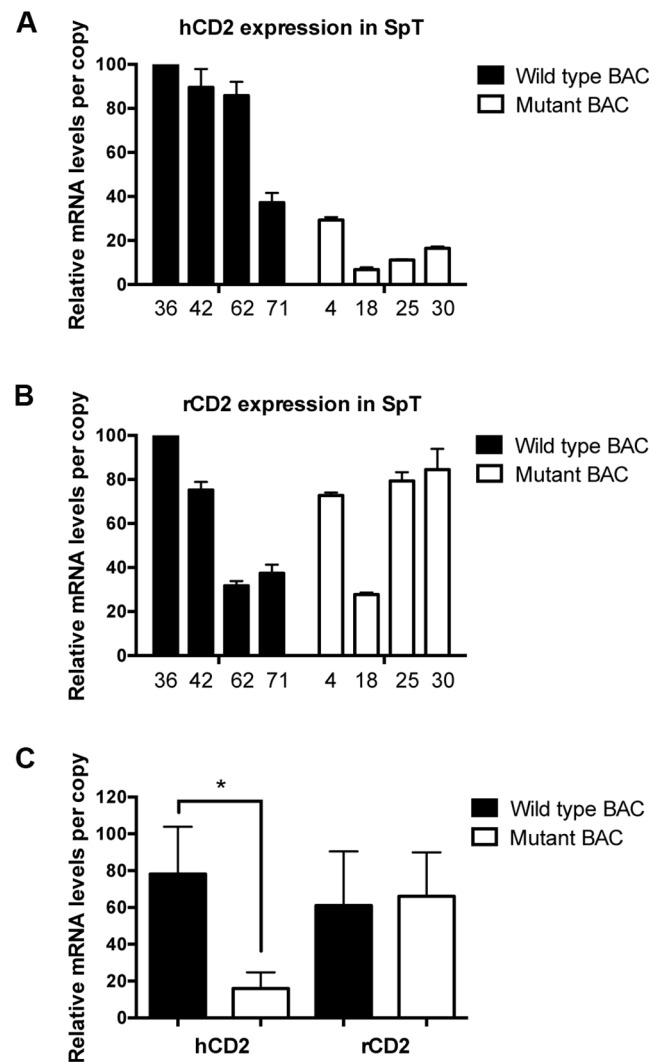 A
hCD2 expression in SpT
Relative mRNA levels per copy
100
80
60
40
20
0
36 42 62 71 4 18 25 30
Wild type BAC
Mutant BAC
B
rCD2 expression in SpT
Relative mRNA levels per copy
100
80
60
40
20
0
36 42 62 71 4 18 25 30
Wild type BAC
Mutant BAC
C
Relative mRNA levels per copy
120
100
80
60
40
20
0
*
hCD2 rCD2
Wild type BAC
Mutant BAC